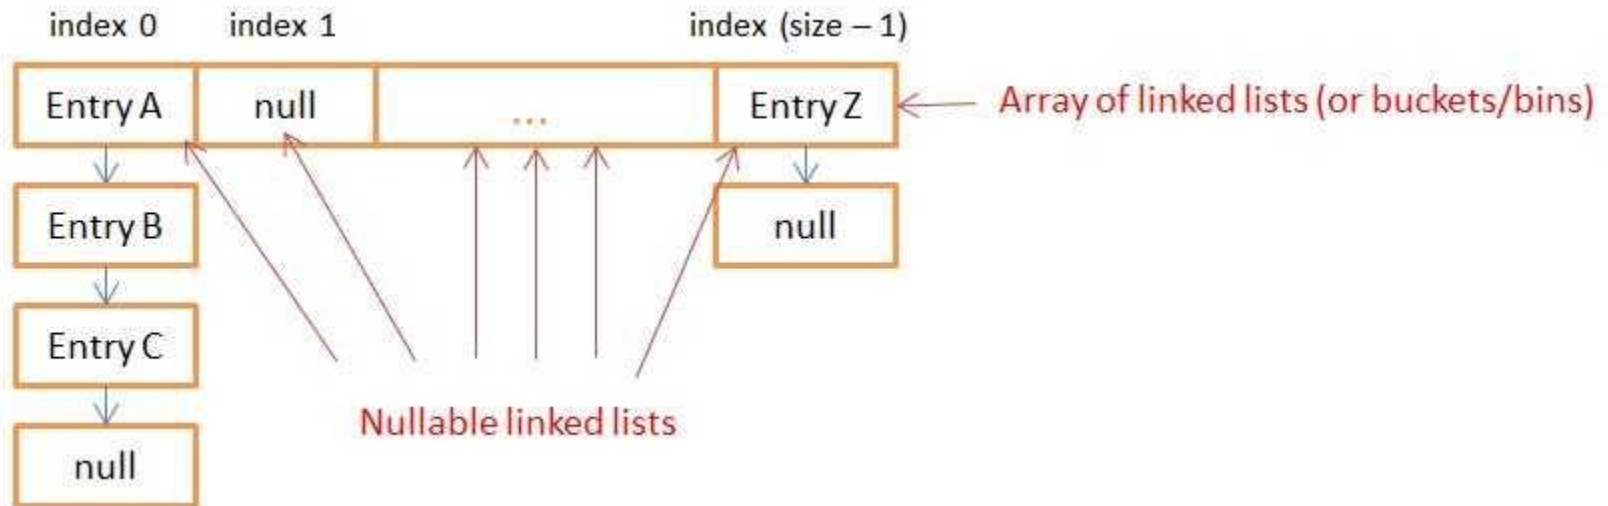 index 0 index 1 index (size – 1)
Entry A null ... Entry Z Array of linked lists (or buckets/bins)
Entry B null
Entry C
Nullable linked lists
null